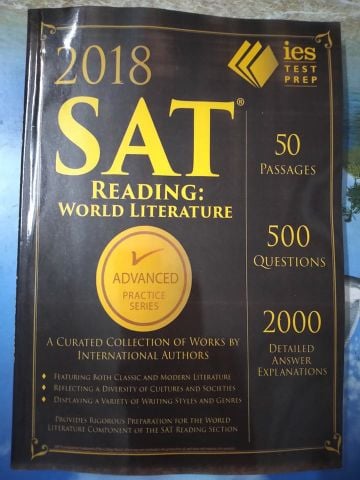 2018
ies
TEST
PREP
SAT®
READING:
WORLD LITERATURE
50
PASSAGES
500
QUESTIONS
2000
DETAILED
ANSWER
EXPLANATIONS
ADVANCED
PRACTICE
SERIES
A CURATED COLLECTION OF WORKS BY
INTERNATIONAL AUTHORS
♦ FEATURING BOTH CLASSIC AND MODERN LITERATURE
♦ REFLECTING A DIVERSITY OF CULTURES AND SOCIETIES
♦ DISPLAYING A VARIETY OF WRITING STYLES AND GENRES
PROVIDES RIGOROUS PREPARATION FOR THE WORLD
LITERATURE COMPONENT OF THE SAT READING SECTION